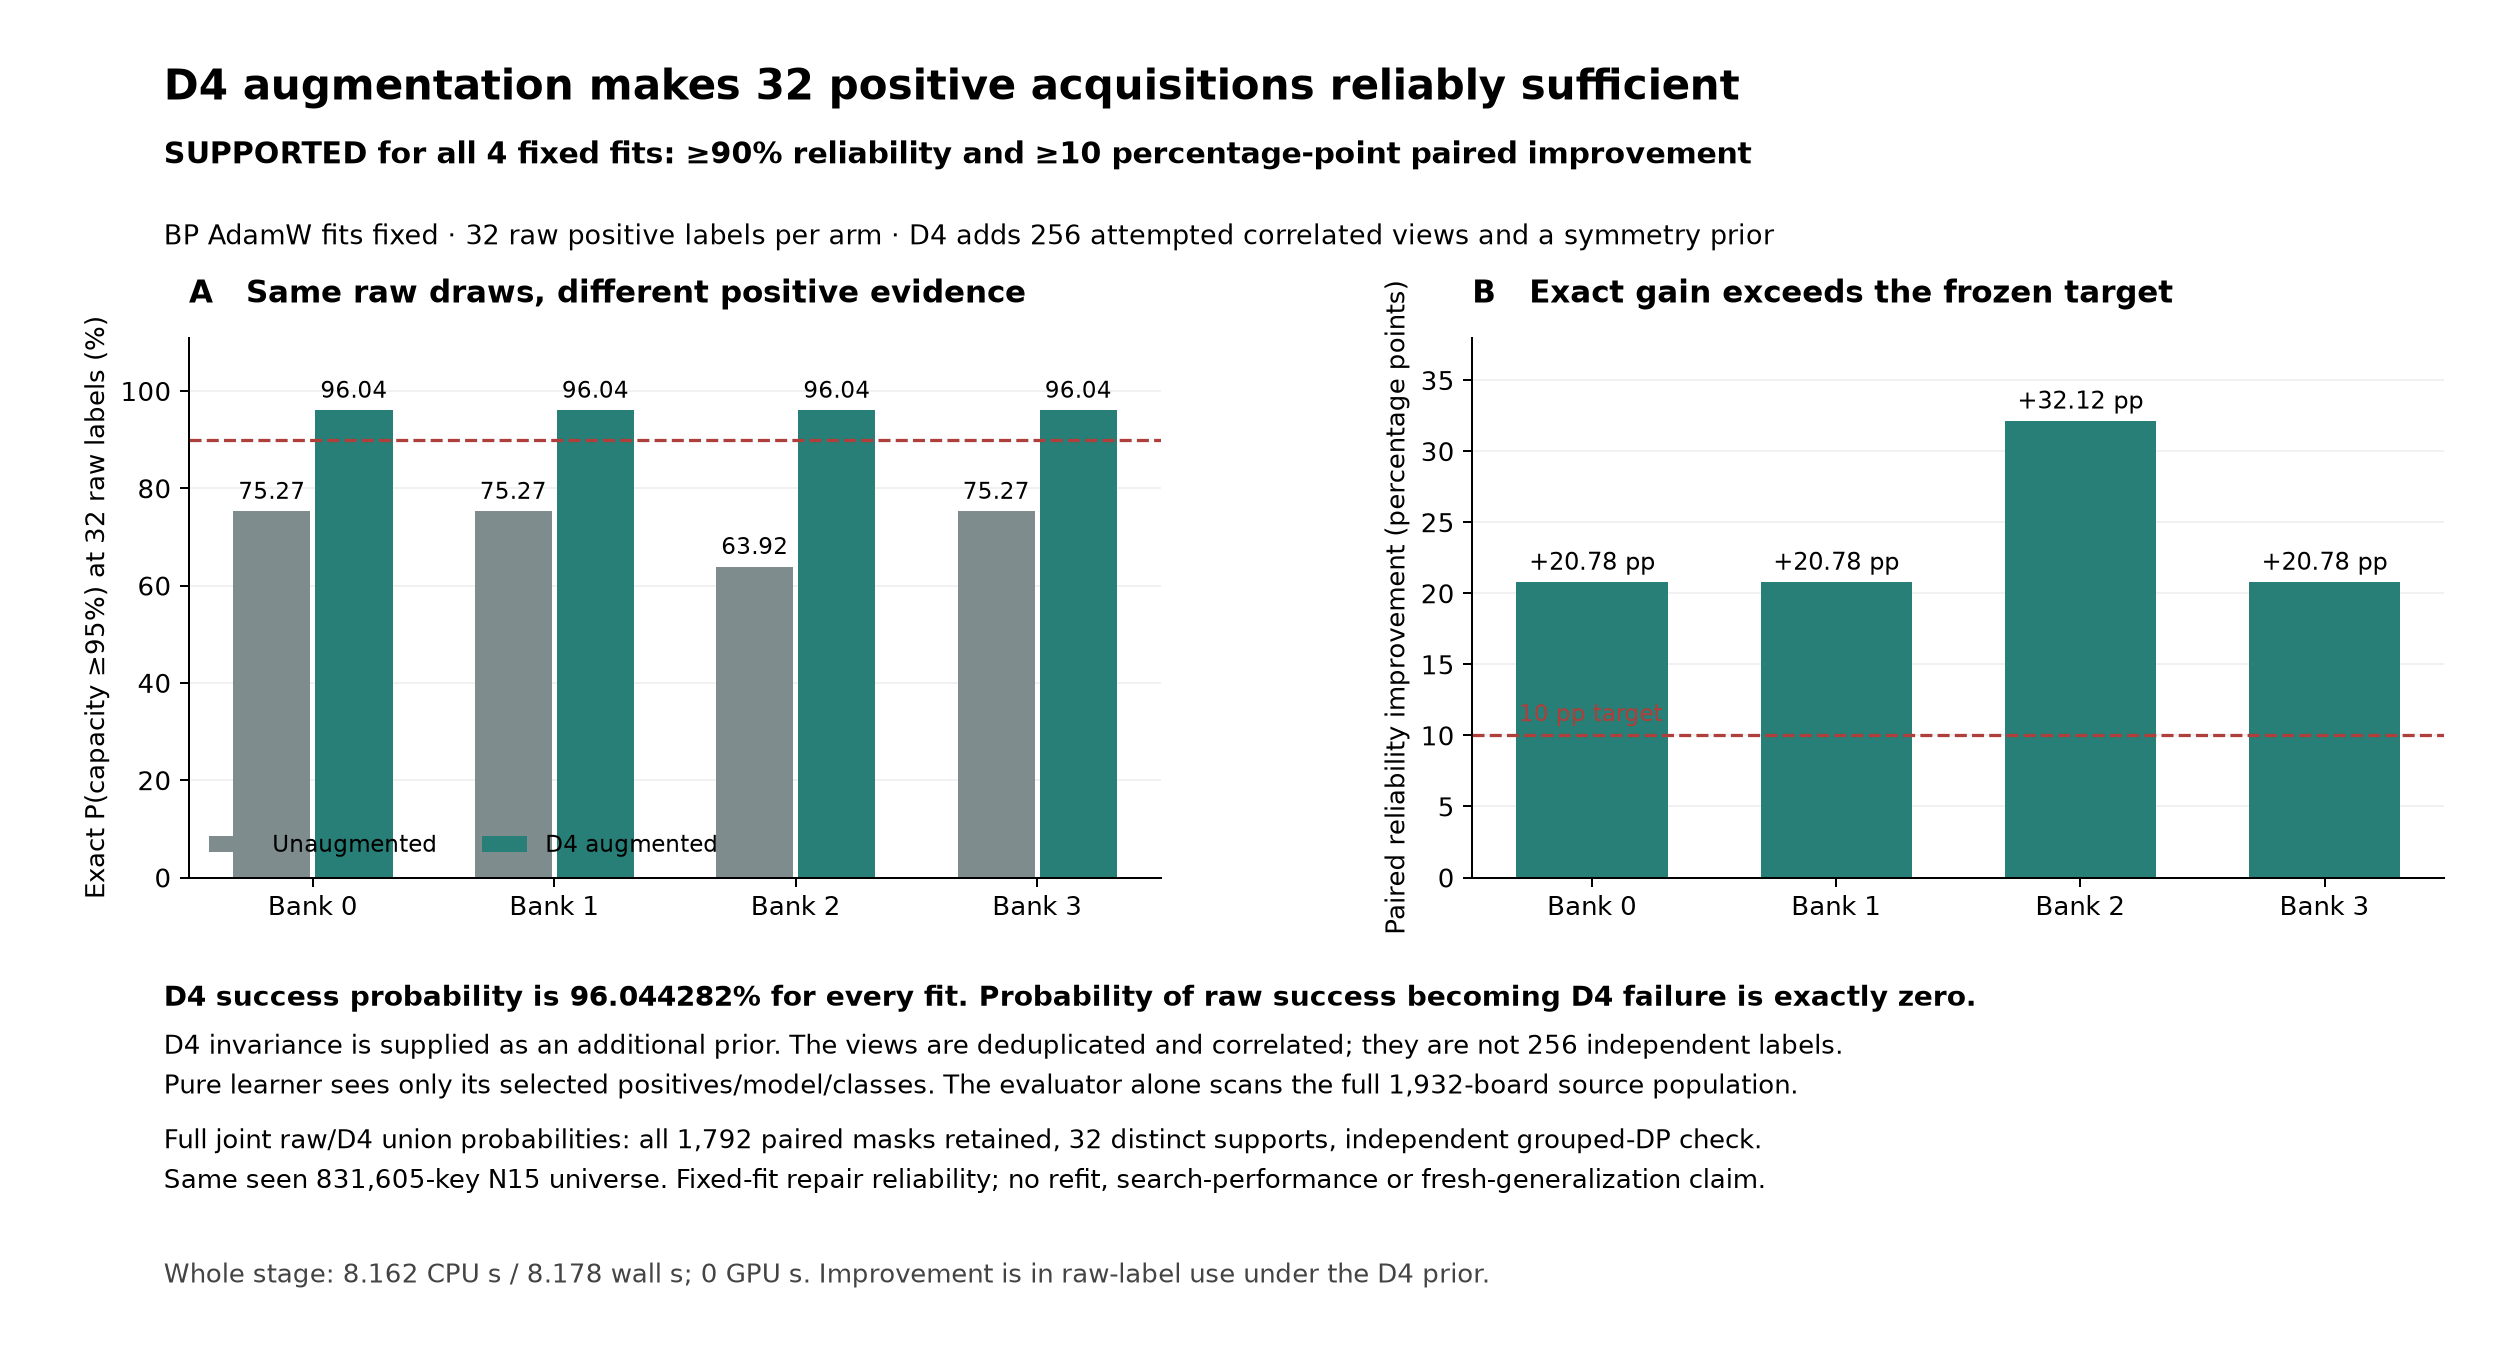 D4 augmentation makes 32 positive acquisitions reliably sufficient
SUPPORTED for all 4 fixed fits: ≥90% reliability and ≥10 percentage-point paired improvement
BP AdamW fits fixed · 32 raw positive labels per arm · D4 adds 256 attempted correlated views and a symmetry prior
A Same raw draws, different positive evidence
Exact P(capacity ≥95%) at 32 raw labels (%)
100
80
60
40
20
0
75.27
96.04
75.27
96.04
63.92
96.04
75.27
96.04
Unaugmented
D4 augmented
Bank 0
Bank 1
Bank 2
Bank 3
B Exact gain exceeds the frozen target
Paired reliability improvement (percentage points)
35
30
25
20
15
10
5
0
+20.78 pp
+20.78 pp
+32.12 pp
+20.78 pp
10 pp target
Bank 0
Bank 1
Bank 2
Bank 3
D4 success probability is 96.044282% for every fit. Probability of raw success becoming D4 failure is exactly zero.
D4 invariance is supplied as an additional prior. The views are deduplicated and correlated; they are not 256 independent labels.
Pure learner sees only its selected positives/model/classes. The evaluator alone scans the full 1,932-board source population.
Full joint raw/D4 union probabilities: all 1,792 paired masks retained, 32 distinct supports, independent grouped-DP check.
Same seen 831,605-key N15 universe. Fixed-fit repair reliability; no refit, search-performance or fresh-generalization claim.
Whole stage: 8.162 CPU s / 8.178 wall s; 0 GPU s. Improvement is in raw-label use under the D4 prior.